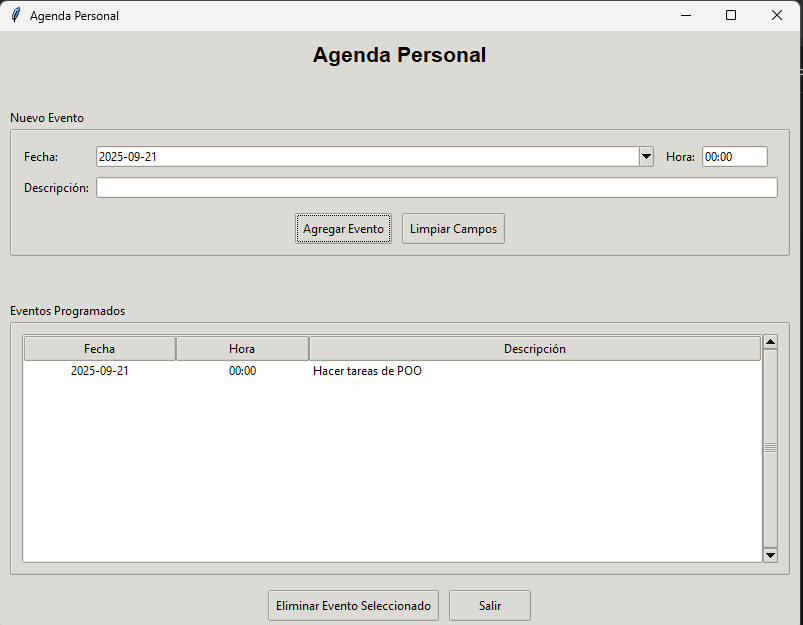 Agenda Personal
Agenda Personal
Nuevo Evento
Fecha: 2025-09-21 Hora: 00:00
Descripción:
Agregar Evento Limpiar Campos
Eventos Programados
Fecha Hora Descripción
2025-09-21 00:00 Hacer tareas de POO
Eliminar Evento Seleccionado Salir